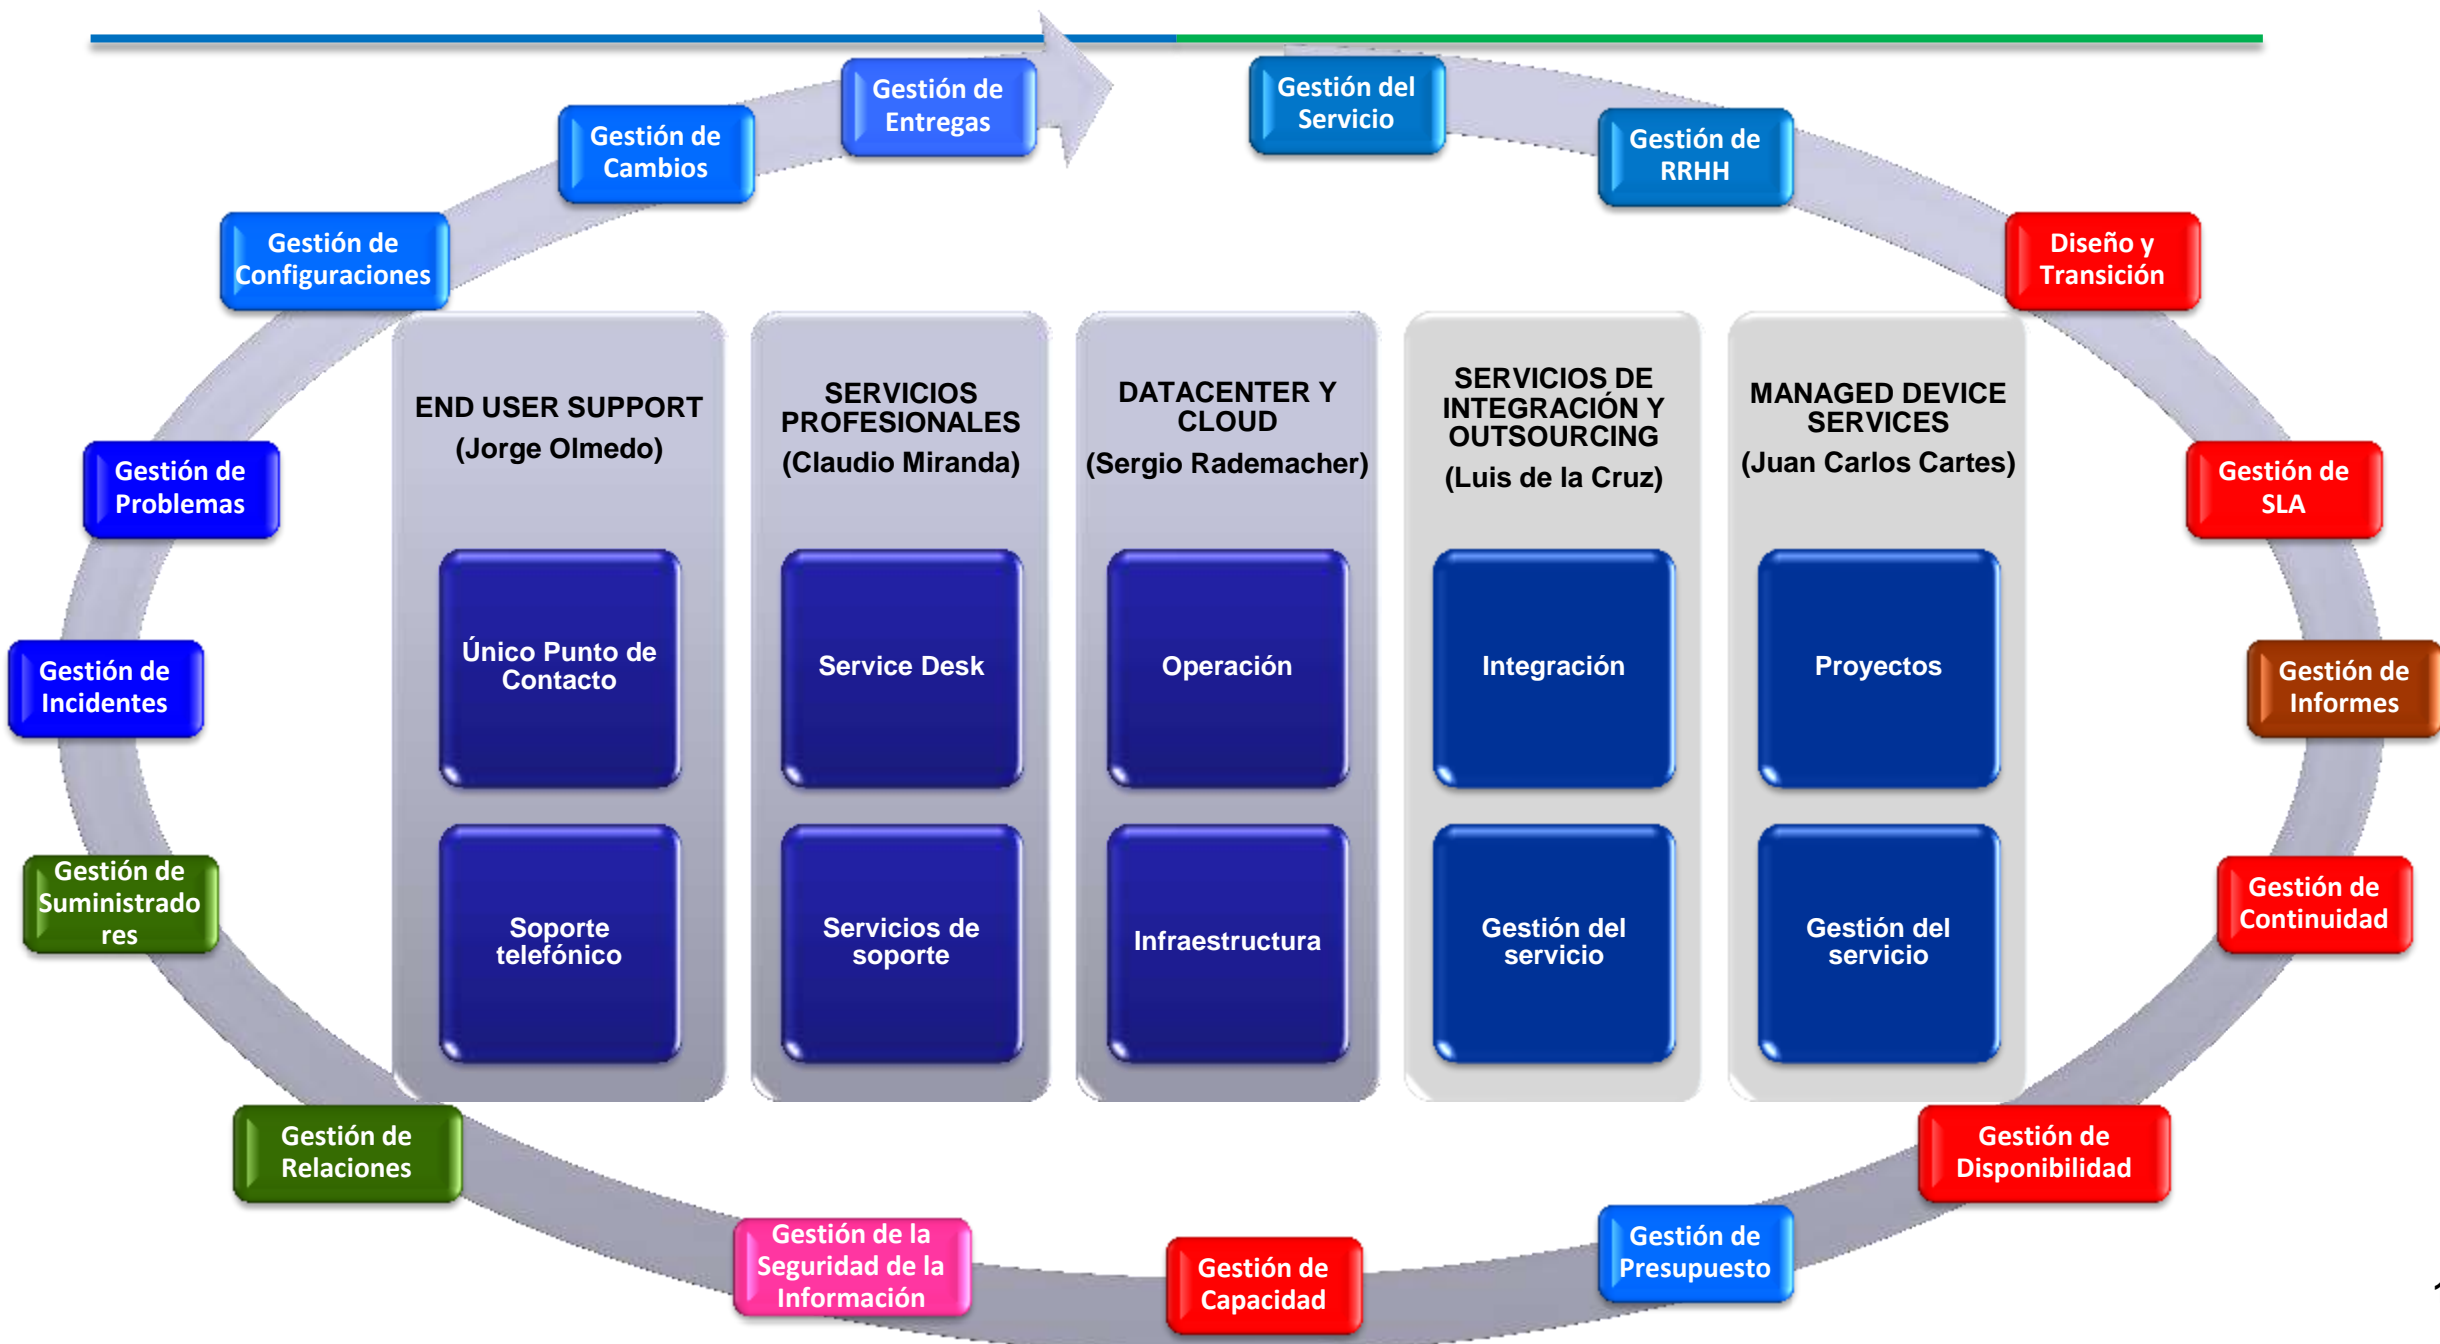 Gestión de
Entregas
Gestión del
Servicio
Gestión de
Cambios
Gestión de
RRHH
Gestión de
Configuraciones
Diseño y
Transición
END USER SUPPORT
(Jorge Olmedo)
SERVICIOS
PROFESIONALES
(Claudio Miranda)
DATACENTER Y
CLOUD
(Sergio Rademacher)
SERVICIOS DE
INTEGRACIÓN Y
OUTSOURCING
(Luis de la Cruz)
MANAGED DEVICE
SERVICES
(Juan Carlos Cartes)
Gestión de
Problemas
Gestión de
SLA
Gestión de
Incidentes
Único Punto de
Contacto
Service Desk
Operación
Integración
Proyectos
Gestión de
Informes
Gestión de
Suministrado
res
Soporte
telefónico
Servicios de
soporte
Infraestructura
Gestión del
servicio
Gestión del
servicio
Gestión de
Continuidad
Gestión de
Relaciones
Gestión de
Disponibilidad
Gestión de la
Seguridad de la
Información
Gestión de
Capacidad
Gestión de
Presupuesto